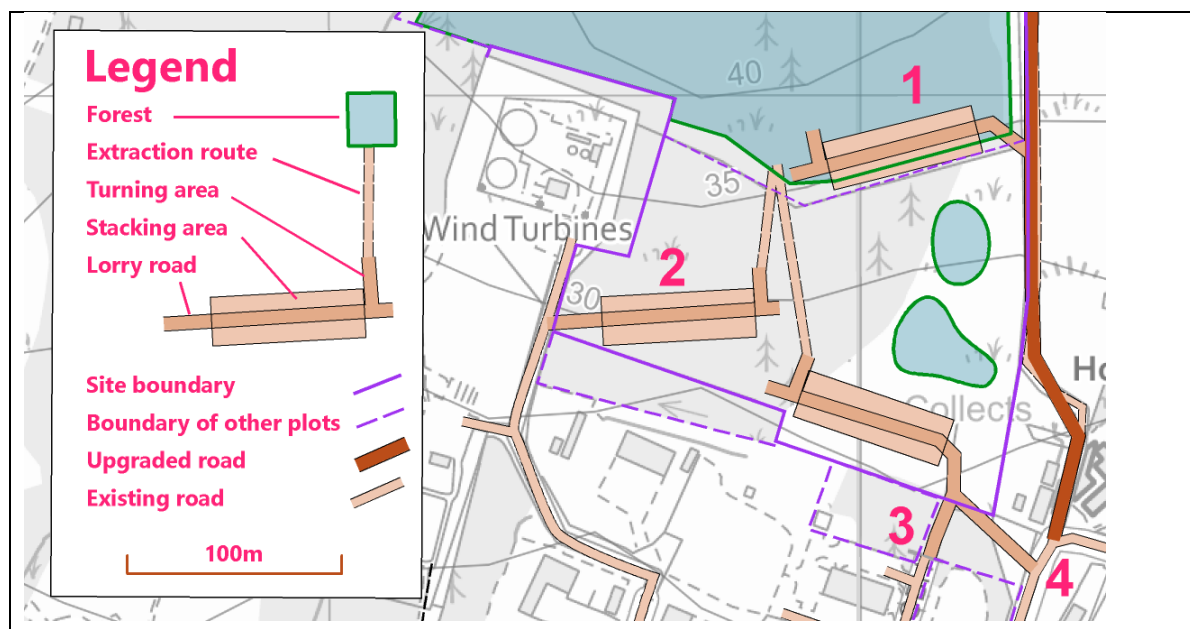 Legend
Forest
Extraction route
Turning area
Stacking area
Lorry road
Site boundary
Boundary of other plots
Upgraded road
Existing road
100m
40
1
35
Wind Turbines
2
30
Ho
Collects
3
4